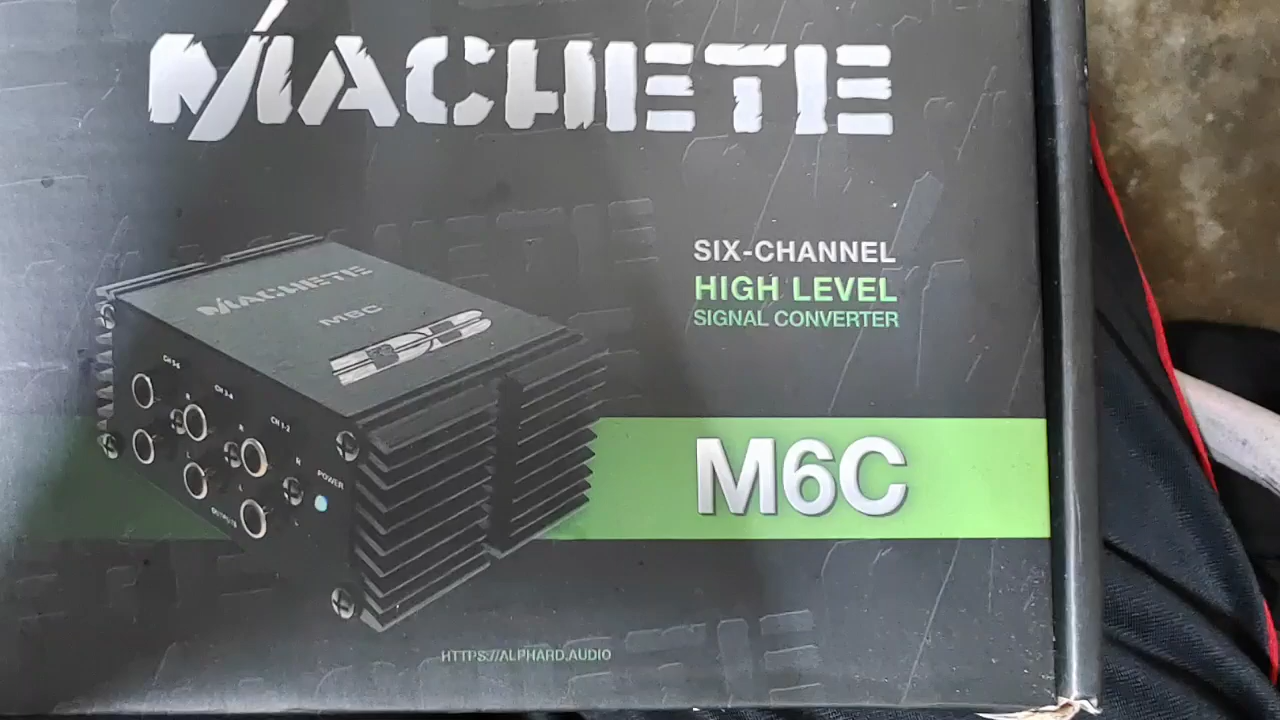 MACHETE
SIX-CHANNEL
HIGH LEVEL
SIGNAL CONVERTER
MACHETE
M6C
CH 5-6
CH 3-4
CH 1-2
R
R
R
POWER
L
L
L
OUTPUTS
M6C
HTTPS://ALPHARD.AUDIO